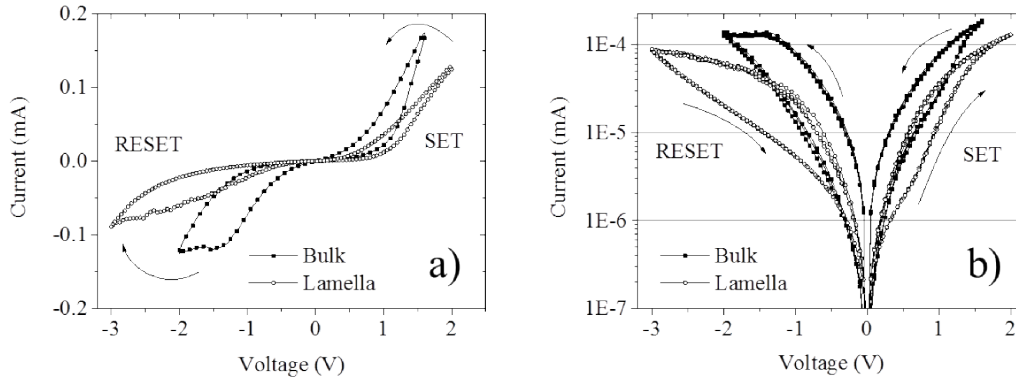 0.2
0.1
0.0
-0.1
-0.2
Current (mA)
RESET
SET
Bulk
Lamella
a)
-3 -2 -1 0 1 2
Voltage (V)
1E-4
1E-5
1E-6
1E-7
Current (mA)
RESET
SET
Bulk
Lamella
b)
-3 -2 -1 0 1 2
Voltage (V)